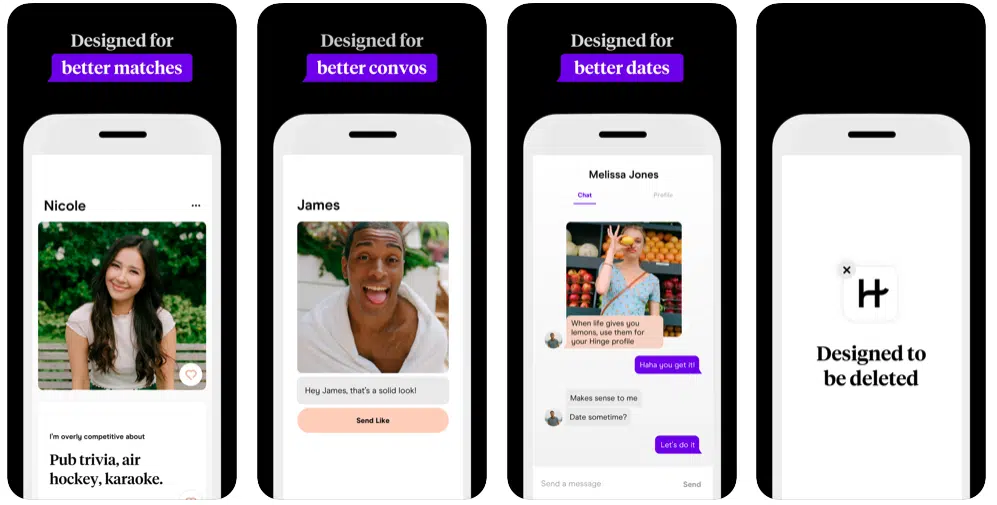 Designed for
better matches
Nicole
I'm overly competitive about
Pub trivia, air
hockey, karaoke.
Designed for
better convos
James
Hey James, that's a solid look!
Send Like
Designed for
better dates
Melissa Jones
Chat
Profile
When life gives you
lemons, use them for
your Hinge profile
Haha you get it!
Makes sense to me
Date sometime?
Let's do it
Send a message
Send
H
Designed to
be deleted